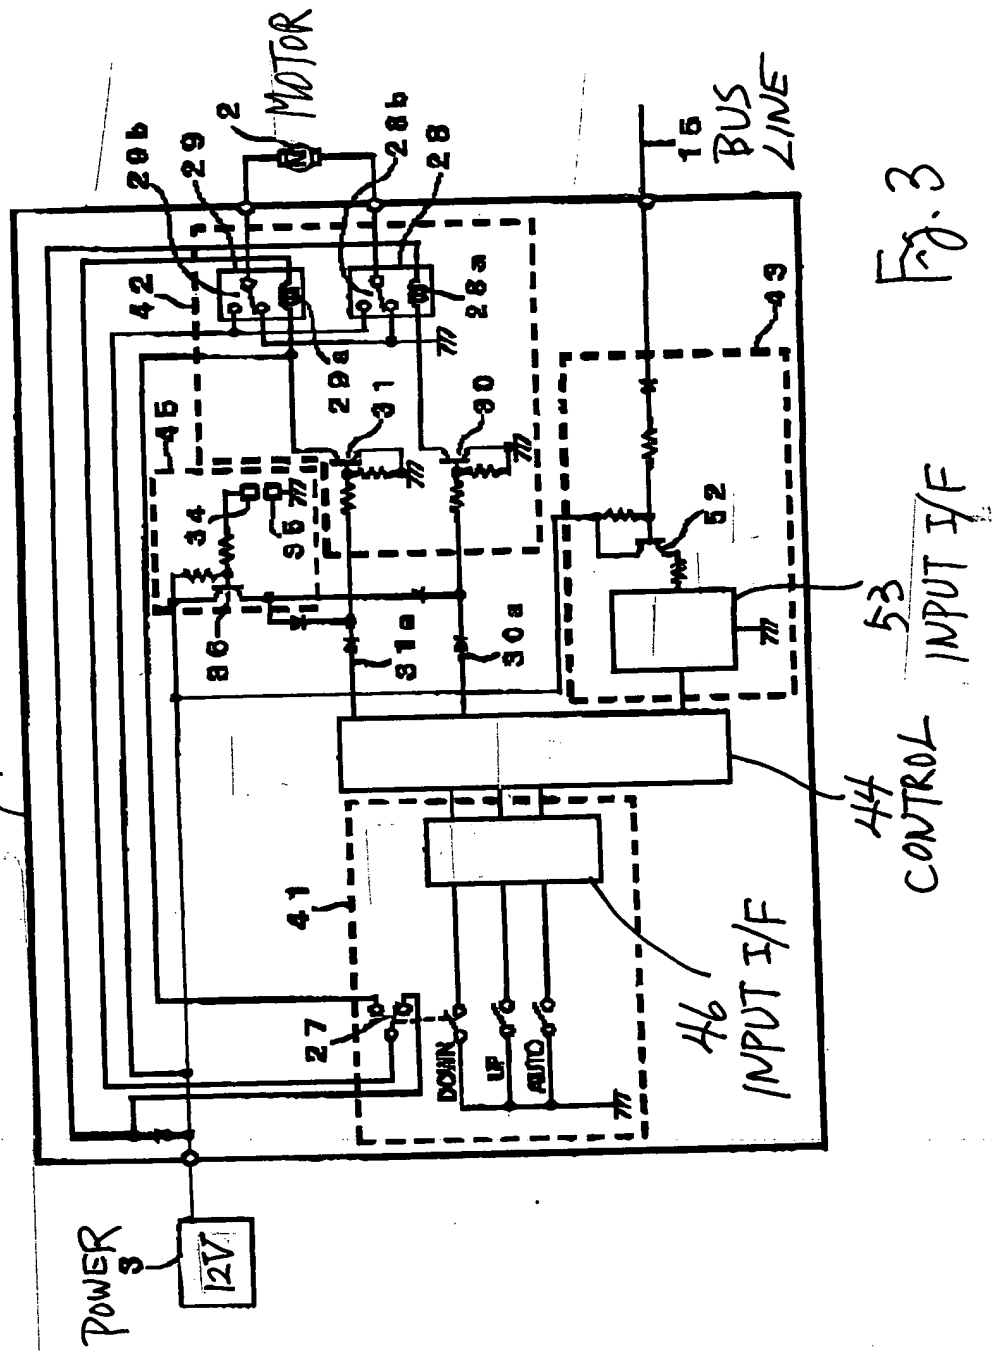 POWER
3
12V
41
27
DOWN
UP
AUTO
46
INPUT I/F
44
CONTROL
53
INPUT I/F
36
34
35
45
31a
30a
42
29b
29
29a
31
30
28b
28
28a
2
MOTOR
52
43
15
BUS
LINE
Fig. 3